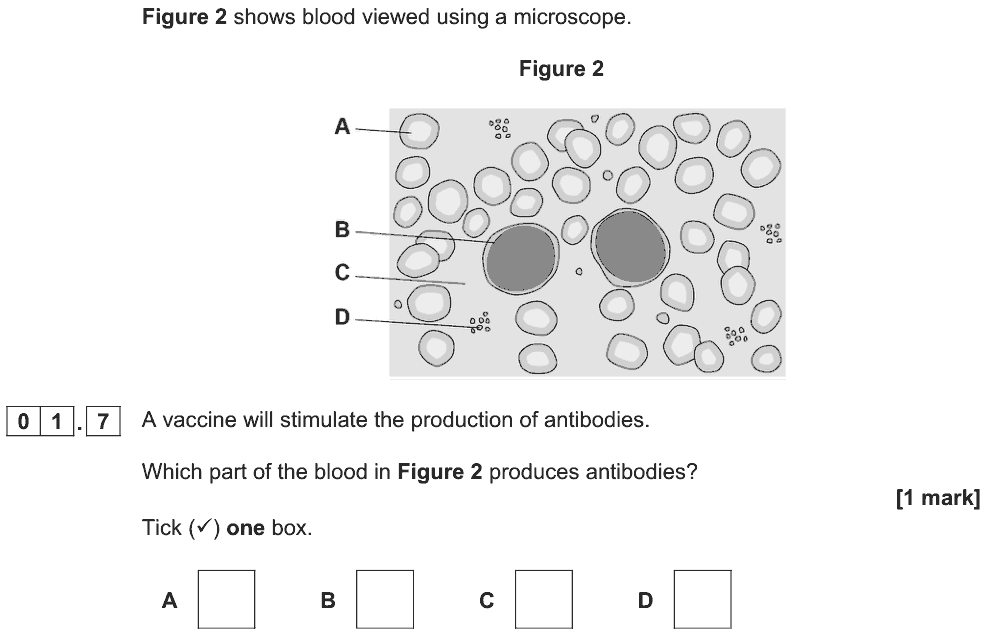 Figure 2 shows blood viewed using a microscope.
Figure 2
A
B
C
D
0 1 . 7 A vaccine will stimulate the production of antibodies.
Which part of the blood in Figure 2 produces antibodies?
[1 mark]
Tick (✓) one box.
A B C D